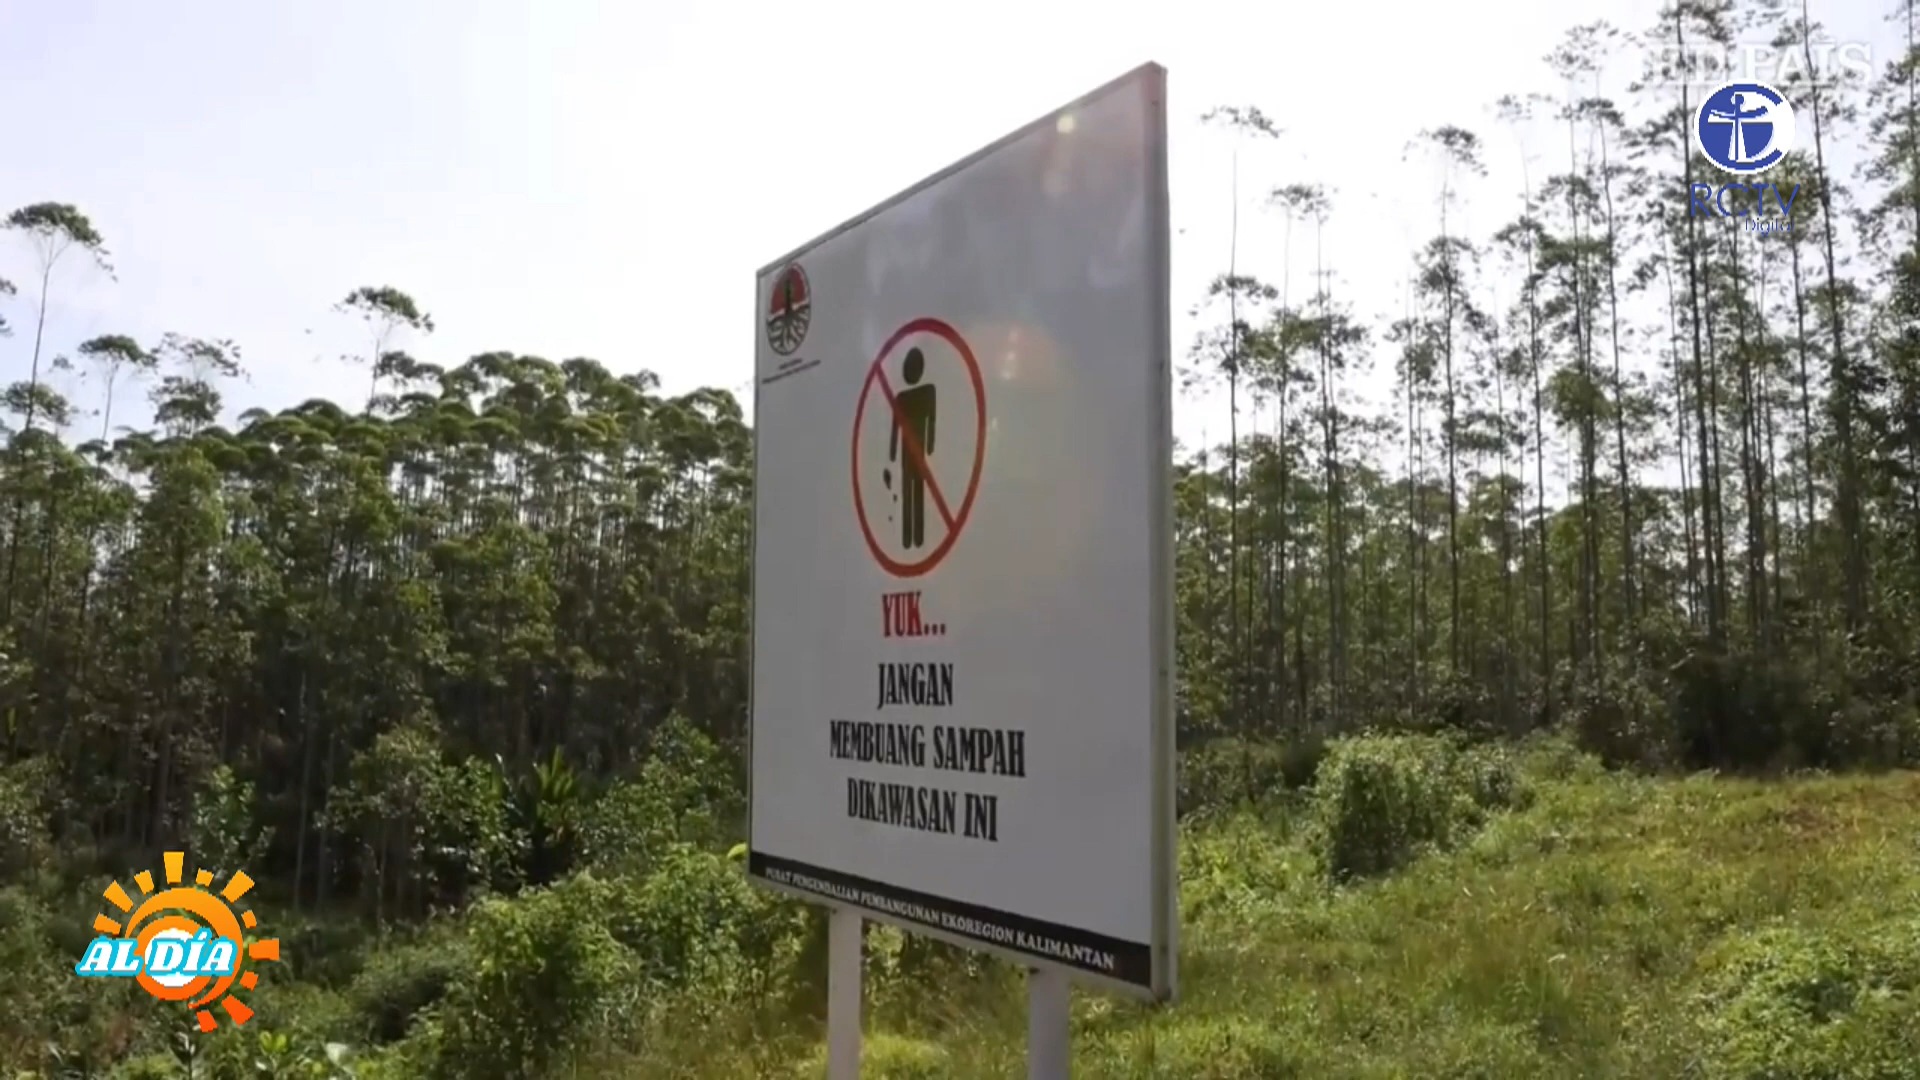 EL PAÍS
RCTV
Digital
YUK...
JANGAN
MEMBUANG SAMPAH
DIKAWASAN INI
PUSAT PENGENDALIAN PEMBANGUNAN EKOREGION KALIMANTAN
AL DÍA